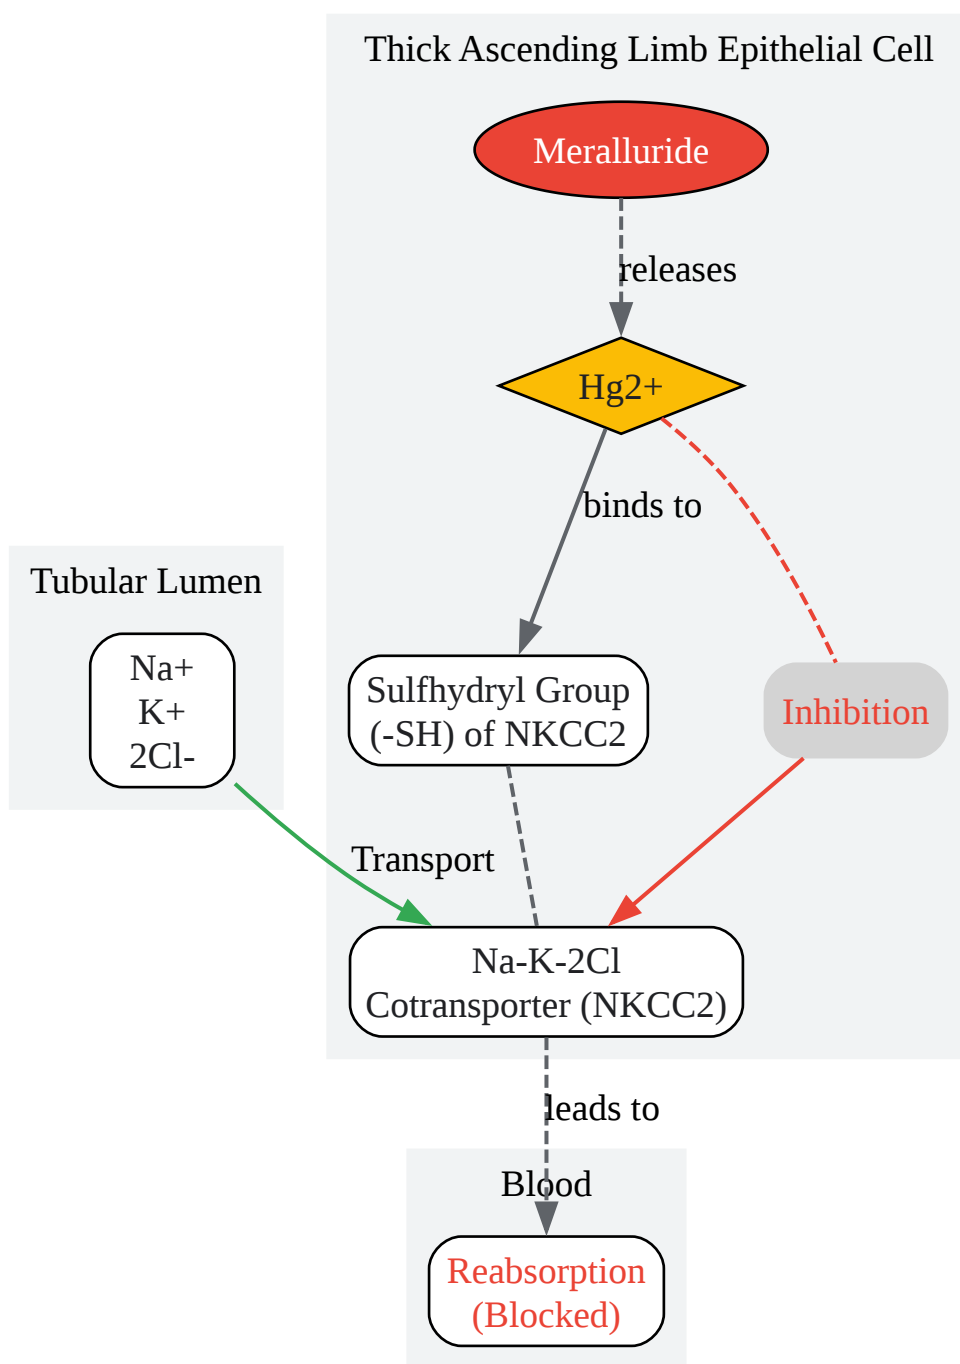 Thick Ascending Limb Epithelial Cell
Meralluride
releases
Hg2+
binds to
Tubular Lumen
Na+
K+
2Cl-
Sulfhydryl Group
(-SH) of NKCC2
Inhibition
Transport
Na-K-2Cl
Cotransporter (NKCC2)
leads to
Blood
Reabsorption
(Blocked)